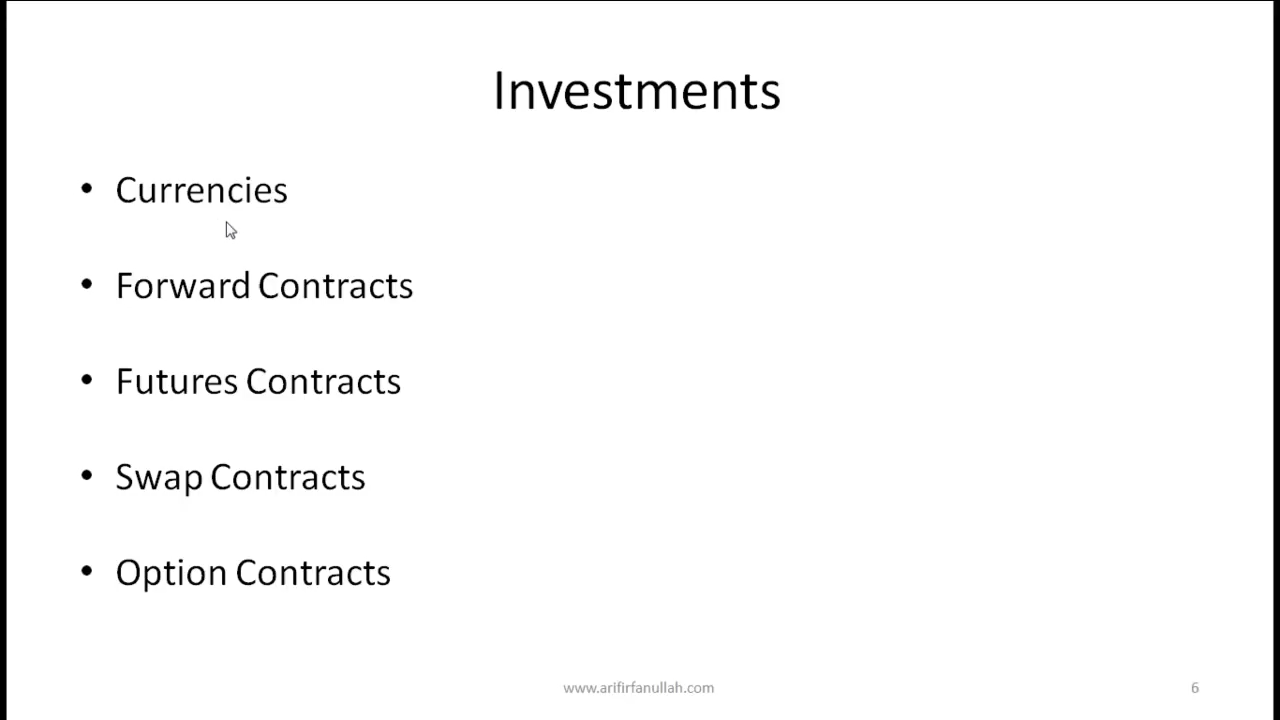 Investments
• Currencies
• Forward Contracts
• Futures Contracts
• Swap Contracts
• Option Contracts
www.arifirfanullah.com
6